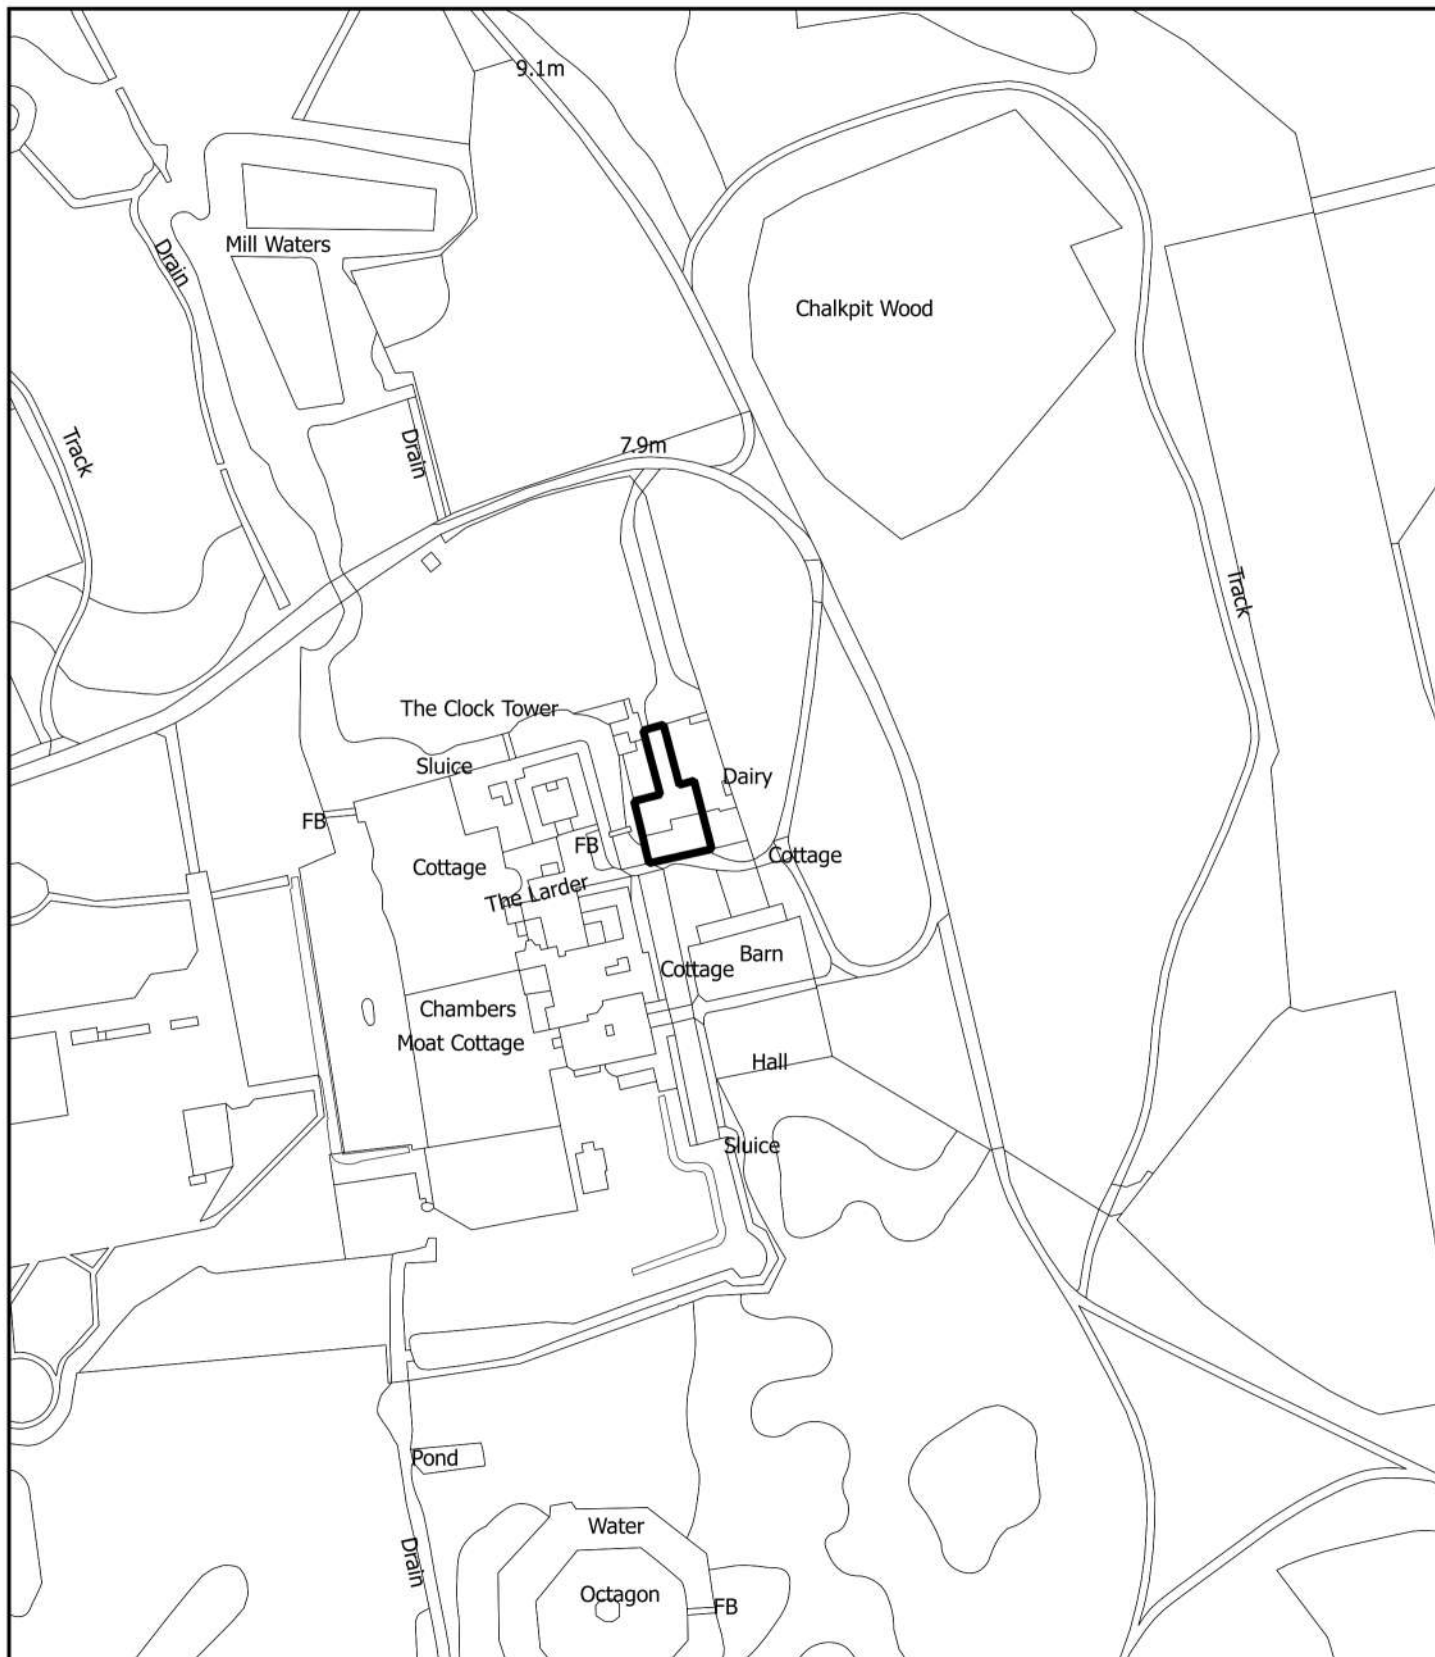 9.1m
Mill Waters
Drain
Chalkpit Wood
7.9m
Track
Drain
Track
The Clock Tower
Sluice
Dairy
FB
FB
Cottage
Cottage
The Larder
Barn
Cottage
Chambers
Moat Cottage
Hall
Sluice
Pond
Water
Drain
Octagon
FB